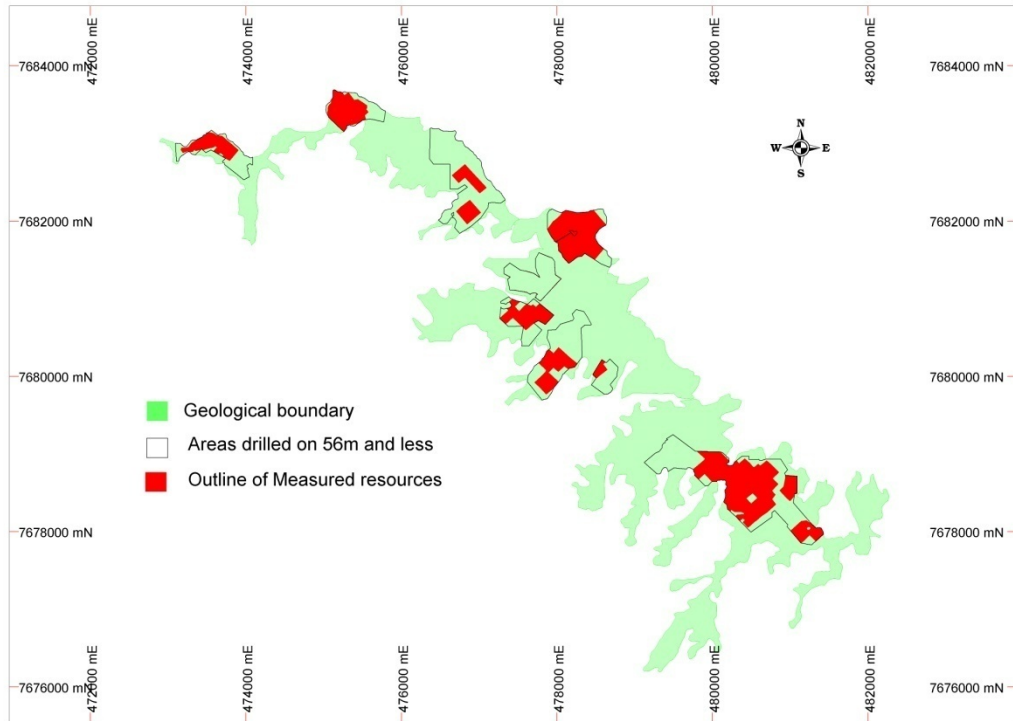 472000 mE
474000 mE
476000 mE
478000 mE
480000 mE
482000 mE
7684000 mN
7684000 mN
N
W E
S
7682000 mN
7682000 mN
7680000 mN
7680000 mN
Geological boundary
Areas drilled on 56m and less
Outline of Measured resources
7678000 mN
7678000 mN
7676000 mN
7676000 mN
472000 mE
474000 mE
476000 mE
478000 mE
480000 mE
482000 mE